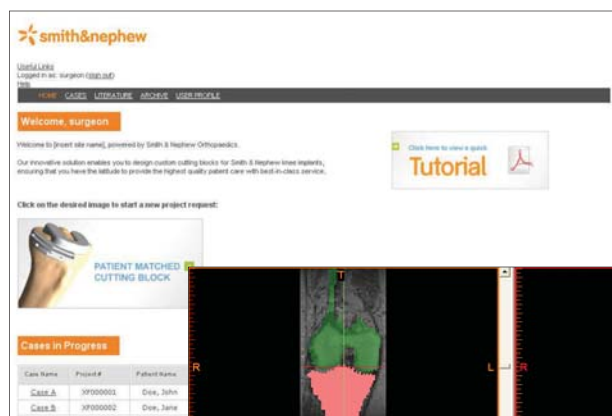 smith&nephew
Useful Links
Logged in as: surgeon (sign out)
Help
HOME CASES LITERATURE ARCHIVE USER PROFILE
Welcome, surgeon
Welcome to [insert site name], powered by Smith & Nephew Orthopaedics.
Our innovative solution enables you to design custom cutting blocks for Smith & Nephew knee implants,
ensuring that you have the latitude to provide the highest quality patient care with best-in-class service.
Click here to view a quick
Tutorial
Click on the desired image to start a new project request:
PATIENT MATCHED
CUTTING BLOCK
T
R
L
R
Cases in Progress
Case Name Project # Patient Name
Case A XF000001 Doe, John
Case B XF000002 Doe, Jane